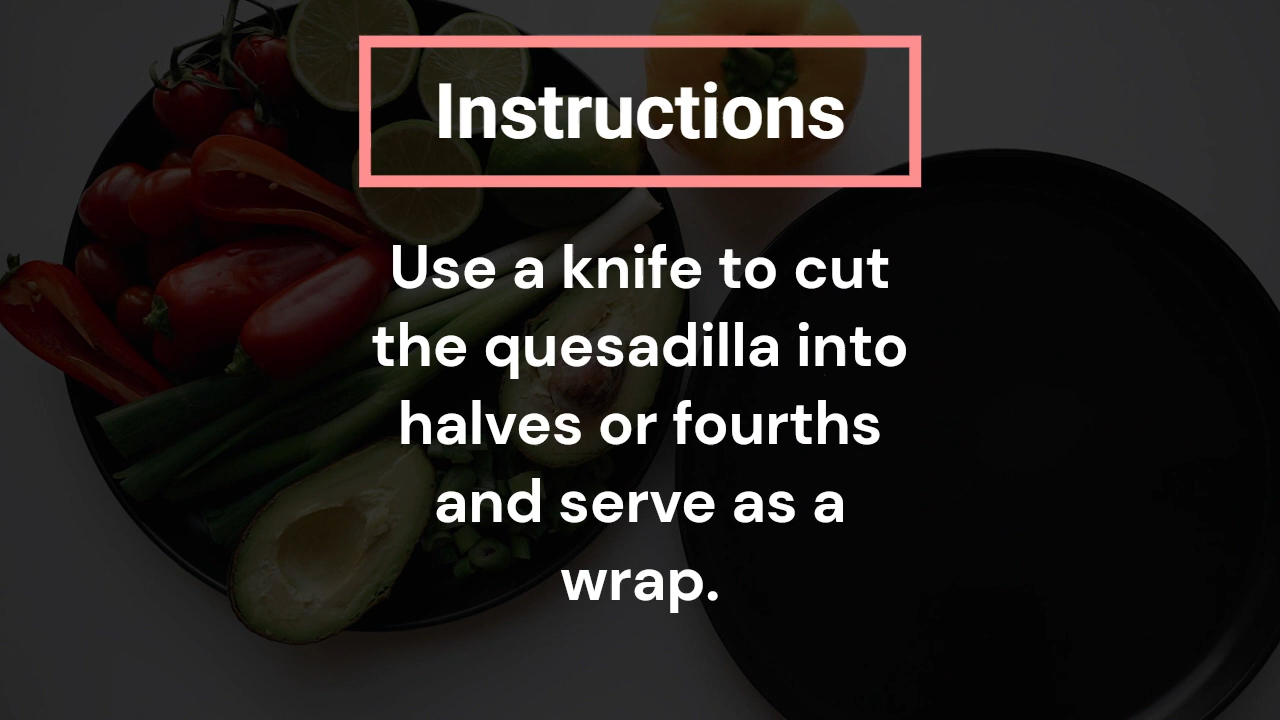 Instructions
Use a knife to cut
the quesadilla into
halves or fourths
and serve as a
wrap.